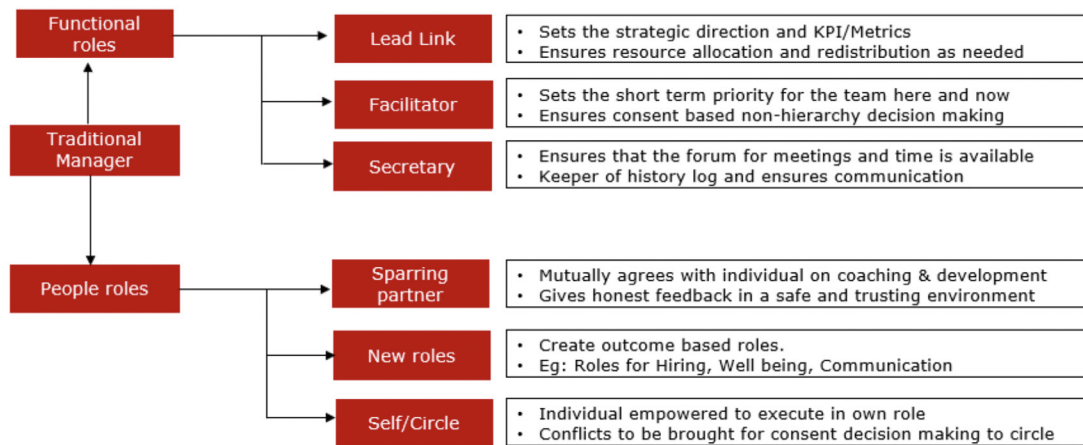 Functional
roles
Lead Link
• Sets the strategic direction and KPI/Metrics
• Ensures resource allocation and redistribution as needed
Facilitator
• Sets the short term priority for the team here and now
• Ensures consent based non-hierarchy decision making
Traditional
Manager
Secretary
• Ensures that the forum for meetings and time is available
• Keeper of history log and ensures communication
People roles
Sparring
partner
• Mutually agrees with individual on coaching & development
• Gives honest feedback in a safe and trusting environment
New roles
• Create outcome based roles.
• Eg: Roles for Hiring, Well being, Communication
Self/Circle
• Individual empowered to execute in own role
• Conflicts to be brought for consent decision making to circle